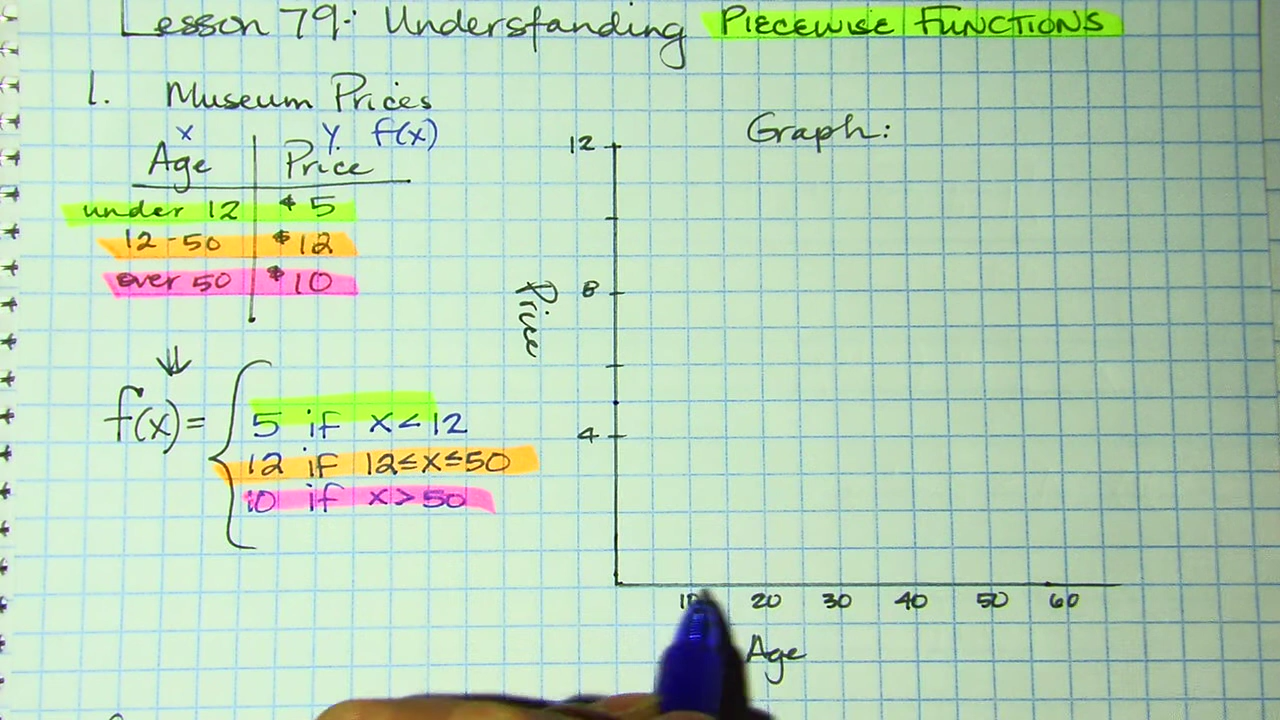 Lesson 79: Understanding PIECEWISE FUNCTIONS
1. Museum Prices
x y f(x)
Age Price
under 12 $5
12-50 $12
over 50 $10
f(x)=
5 if x<12
12 if 12≤x≤50
10 if x>50
Graph:
12
8
4
Price
10 20 30 40 50 60
Age